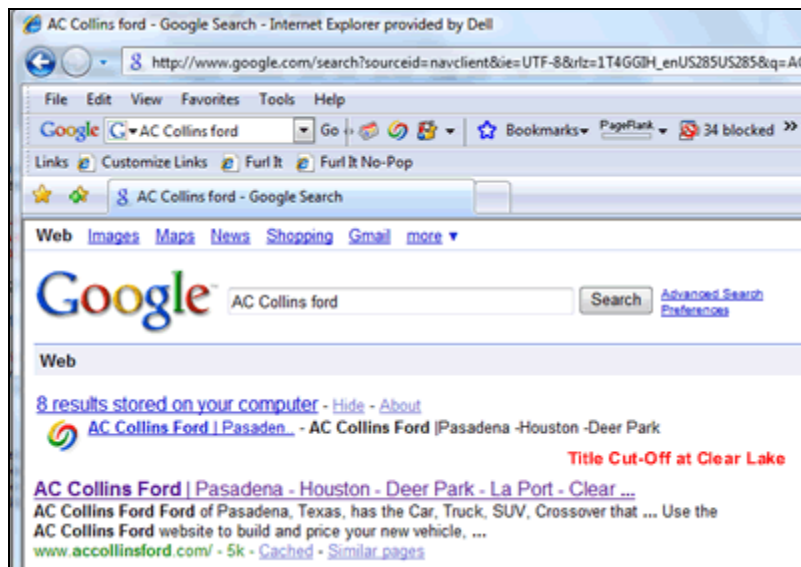 AC Collins ford - Google Search - Internet Explorer provided by Dell
http://www.google.com/search?sourceid=navclient&ie=UTF-8&rlz=1T4GGIH_enUS285US285&q=AC
File Edit View Favorites Tools Help
Google G AC Collins ford Go Bookmarks PageRank 34 blocked »
Links Customize Links Furl It Furl It No-Pop
AC Collins ford - Google Search
Web Images Maps News Shopping Gmail more ▼
Google™ AC Collins ford Search Advanced Search
Preferences
Web
8 results stored on your computer - Hide - About
AC Collins Ford | Pasaden.. - AC Collins Ford |Pasadena -Houston -Deer Park
Title Cut-Off at Clear Lake
AC Collins Ford | Pasadena - Houston - Deer Park - La Port - Clear ...
AC Collins Ford Ford of Pasadena, Texas, has the Car, Truck, SUV, Crossover that ... Use the
AC Collins Ford website to build and price your new vehicle, ...
www.accollinsford.com/ - 5k - Cached - Similar pages